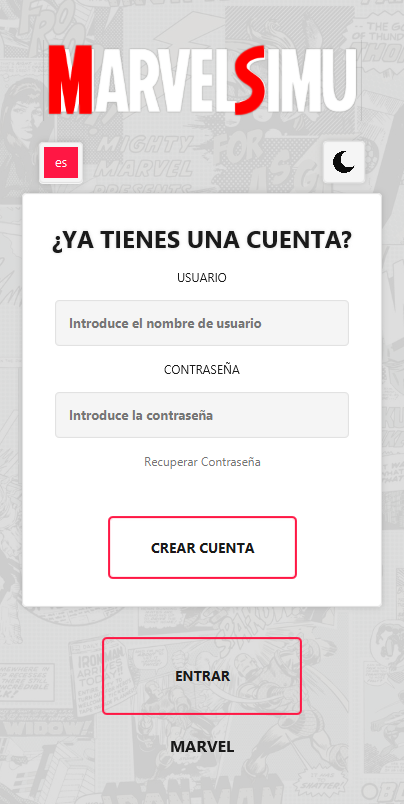 MARVELSIMU
es
¿YA TIENES UNA CUENTA?
USUARIO
Introduce el nombre de usuario
CONTRASEÑA
Introduce la contraseña
Recuperar Contraseña
CREAR CUENTA
ENTRAR
MARVEL